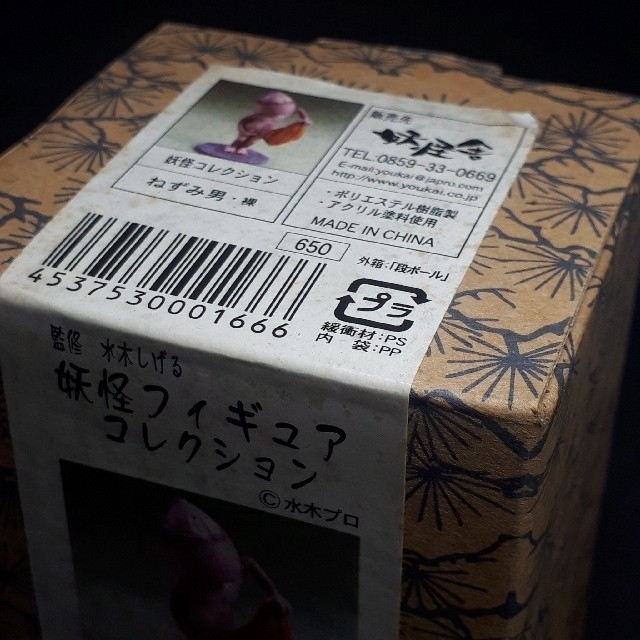 妖怪コレクション
ねずみ男・裸
販売元
妖怪舎
TEL.0859-33-0669
E-mail:youkai@jspro.com
http://www.youkai.co.jp
・ポリエステル樹脂製
・アクリル塗料使用
MADE IN CHINA
650
外箱:「段ボール」
プラ
緩衝材:PS
内 袋:PP
4537530001666
監修 水木しげる
妖怪フィギュア
コレクション
©水木プロ